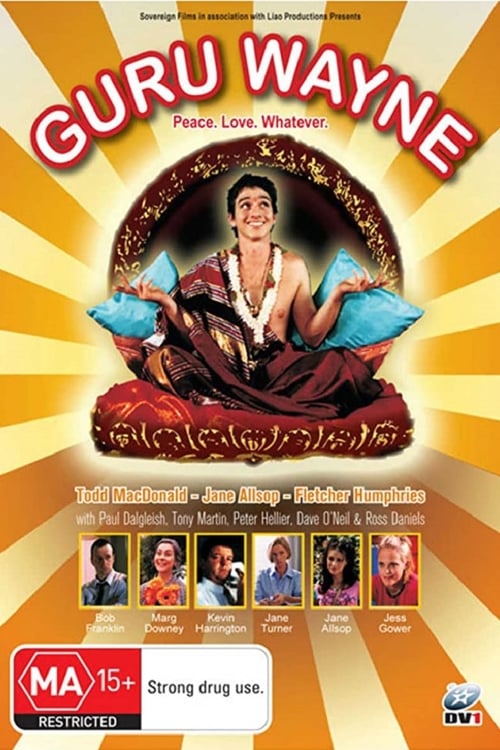 Sovereign Films in association with Liao Productions Presents
GURU WAYNE
Peace. Love. Whatever.
Todd MacDonald - Jane Allsop - Fletcher Humphries
with Paul Dalgleish, Tony Martin, Peter Hellier, Dave O'Neil & Ross Daniels
Bob Franklin
Marg Downey
Kevin Harrington
Jane Turner
Jane Allsop
Jess Gower
MA 15+
RESTRICTED
Strong drug use.
DV1